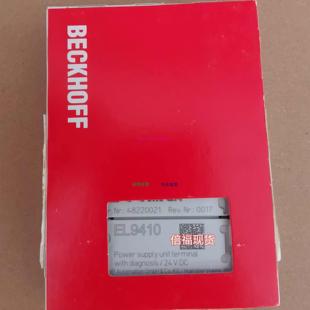 BECKHOFF
Nr: 48220021 Rev Nr: 0017
EL9410
倍福现货
Power supply unit terminal
with diagnosis / 24 V DC